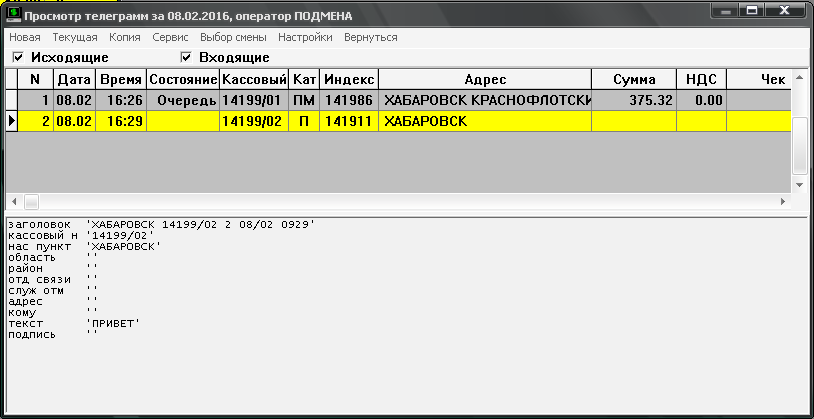 Просмотр телеграмм за 08.02.2016, оператор ПОДМЕНА
Новая Текущая Копия Сервис Выбор смены Настройки Вернуться
Исходящие Входящие
N Дата Время Состояние Кассовый Кат Индекс Адрес Сумма НДС Чек
1 08.02 16:26 Очередь 14199/01 ПМ 141986 ХАБАРОВСК КРАСНОФЛОТСКИ 375.32 0.00
2 08.02 16:29 14199/02 П 141911 ХАБАРОВСК
заголовок 'ХАБАРОВСК 14199/02 2 08/02 0929'
кассовый н '14199/02'
нас пункт 'ХАБАРОВСК'
область ''
район ''
отд связи ''
служ отм ''
адрес ''
кому ''
текст 'ПРИВЕТ'
подпись ''